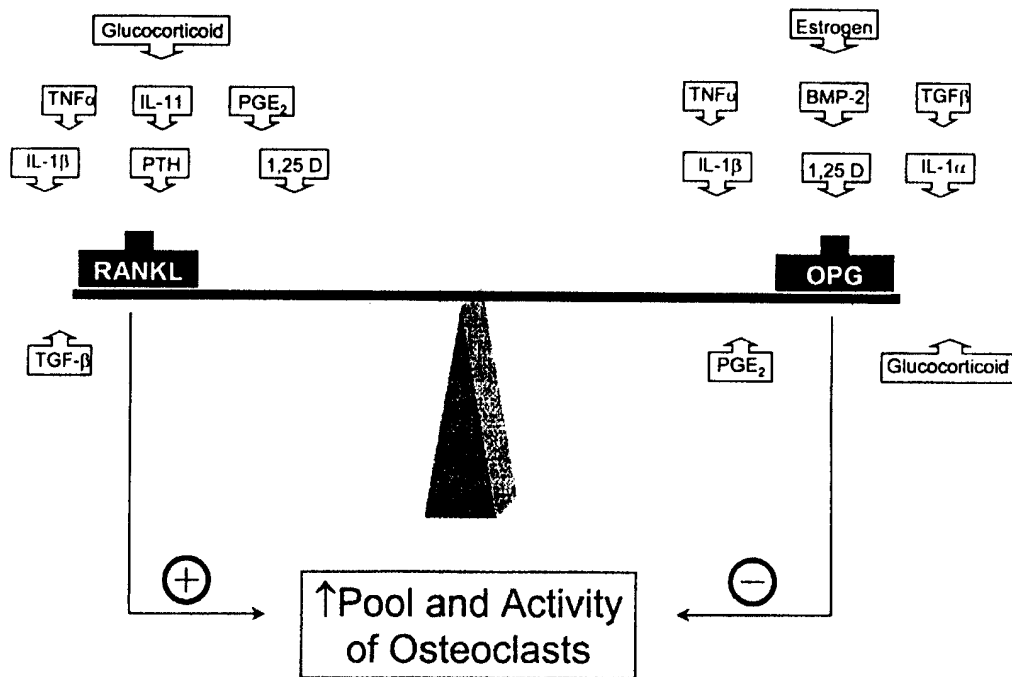 Glucocorticoid
Estrogen
TNFα
IL-11
PGE₂
TNFα
BMP-2
TGFβ
IL-1β
PTH
1,25 D
IL-1β
1,25 D
IL-1α
RANKL
OPG
TGF-β
PGE₂
Glucocorticoid
+
−
↑Pool and Activity
of Osteoclasts